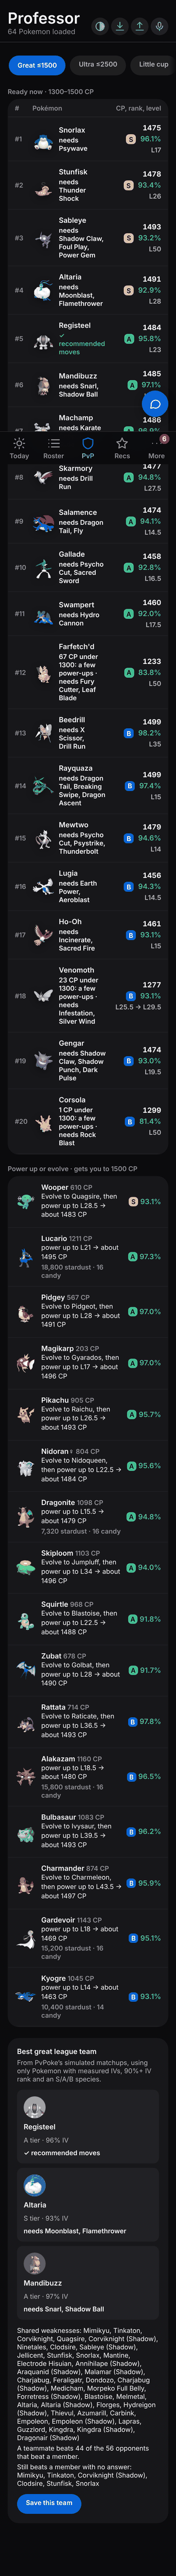 Professor
64 Pokemon loaded
Great ≤1500
Ultra ≤2500
Little cup
Ready now · 1300–1500 CP
# Pokémon CP, rank, level
#1 Snorlax needs Psywave 1475 S 96.1% L17
#2 Stunfisk needs Thunder Shock 1478 S 93.4% L26
#3 Sableye needs Shadow Claw, Foul Play, Power Gem 1493 S 93.2% L50
#4 Altaria needs Moonblast, Flamethrower 1491 S 92.9% L28
#5 Registeel ✓ recommended moves 1484 A 95.8% L23
#6 Mandibuzz needs Snarl, Shadow Ball 1485 A 97.1%
Machamp needs Karate 1486
Today Roster PvP Recs More 6
#8 Skarmory needs Drill Run 1477 A 94.8% L27.5
#9 Salamence needs Dragon Tail, Fly 1474 A 94.1% L14.5
#10 Gallade needs Psycho Cut, Sacred Sword 1458 A 92.8% L16.5
#11 Swampert needs Hydro Cannon 1460 A 92.0% L17.5
#12 Farfetch'd 67 CP under 1300: a few power-ups · needs Fury Cutter, Leaf Blade 1233 A 83.8% L50
#13 Beedrill needs X Scissor, Drill Run 1499 B 98.2% L35
#14 Rayquaza needs Dragon Tail, Breaking Swipe, Dragon Ascent 1499 B 97.4% L15
#15 Mewtwo needs Psycho Cut, Psystrike, Thunderbolt 1479 B 94.6% L14
#16 Lugia needs Earth Power, Aeroblast 1456 B 94.3% L14.5
#17 Ho-Oh needs Incinerate, Sacred Fire 1461 B 93.1% L15
#18 Venomoth 23 CP under 1300: a few power-ups · needs Infestation, Silver Wind 1277 B 93.1% L25.5 → L29.5
#19 Gengar needs Shadow Claw, Shadow Punch, Dark Pulse 1474 B 93.0% L19.5
#20 Corsola 1 CP under 1300: a few power-ups · needs Rock Blast 1299 B 81.4% L50
Power up or evolve · gets you to 1500 CP
Wooper 610 CP
Evolve to Quagsire, then power up to L28.5 → about 1483 CP
S 93.1%
Lucario 1211 CP
power up to L21 → about 1495 CP
18,800 stardust · 16 candy
A 97.3%
Pidgey 567 CP
Evolve to Pidgeot, then power up to L28 → about 1491 CP
A 97.0%
Magikarp 203 CP
Evolve to Gyarados, then power up to L17 → about 1496 CP
A 97.0%
Pikachu 905 CP
Evolve to Raichu, then power up to L26.5 → about 1493 CP
A 95.7%
Nidoran♀ 804 CP
Evolve to Nidoqueen, then power up to L22.5 → about 1484 CP
A 95.6%
Dragonite 1098 CP
power up to L15.5 → about 1479 CP
7,320 stardust · 16 candy
A 94.8%
Skiploom 1103 CP
Evolve to Jumpluff, then power up to L34 → about 1496 CP
A 94.0%
Squirtle 968 CP
Evolve to Blastoise, then power up to L22.5 → about 1488 CP
A 91.8%
Zubat 678 CP
Evolve to Golbat, then power up to L28 → about 1490 CP
A 91.7%
Rattata 714 CP
Evolve to Raticate, then power up to L36.5 → about 1493 CP
B 97.8%
Alakazam 1160 CP
power up to L18.5 → about 1480 CP
15,800 stardust · 16 candy
B 96.5%
Bulbasaur 1083 CP
Evolve to Ivysaur, then power up to L39.5 → about 1493 CP
B 96.2%
Charmander 874 CP
Evolve to Charmeleon, then power up to L43.5 → about 1497 CP
B 95.9%
Gardevoir 1143 CP
power up to L18 → about 1469 CP
15,200 stardust · 16 candy
B 95.1%
Kyogre 1045 CP
power up to L14 → about 1463 CP
10,400 stardust · 14 candy
B 93.1%
Best great league team
From PvPoke's simulated matchups, using
only Pokemon with measured IVs, 90%+ IV
rank and an S/A/B species.
Registeel
A tier · 96% IV
✓ recommended moves
Altaria
S tier · 93% IV
needs Moonblast, Flamethrower
Mandibuzz
A tier · 97% IV
needs Snarl, Shadow Ball
Shared weaknesses: Mimikyu, Tinkaton,
Corviknight, Quagsire, Corviknight (Shadow),
Ninetales, Clodsire, Sableye (Shadow),
Jellicent, Stunfisk, Snorlax, Mantine,
Electrode Hisuian, Annihilape (Shadow),
Araquanid (Shadow), Malamar (Shadow),
Charjabug, Feraligatr, Dondozo, Charjabug
(Shadow), Medicham, Morpeko Full Belly,
Forretress (Shadow), Blastoise, Melmetal,
Altaria, Altaria (Shadow), Florges, Hydreigon
(Shadow), Thievul, Azumarill, Carbink,
Empoleon, Empoleon (Shadow), Lapras,
Guzzlord, Kingdra, Kingdra (Shadow),
Dragonair (Shadow)
A teammate beats 44 of the 56 opponents
that beat a member.
Still beats a member with no answer:
Mimikyu, Tinkaton, Corviknight (Shadow),
Clodsire, Stunfisk, Snorlax
Save this team